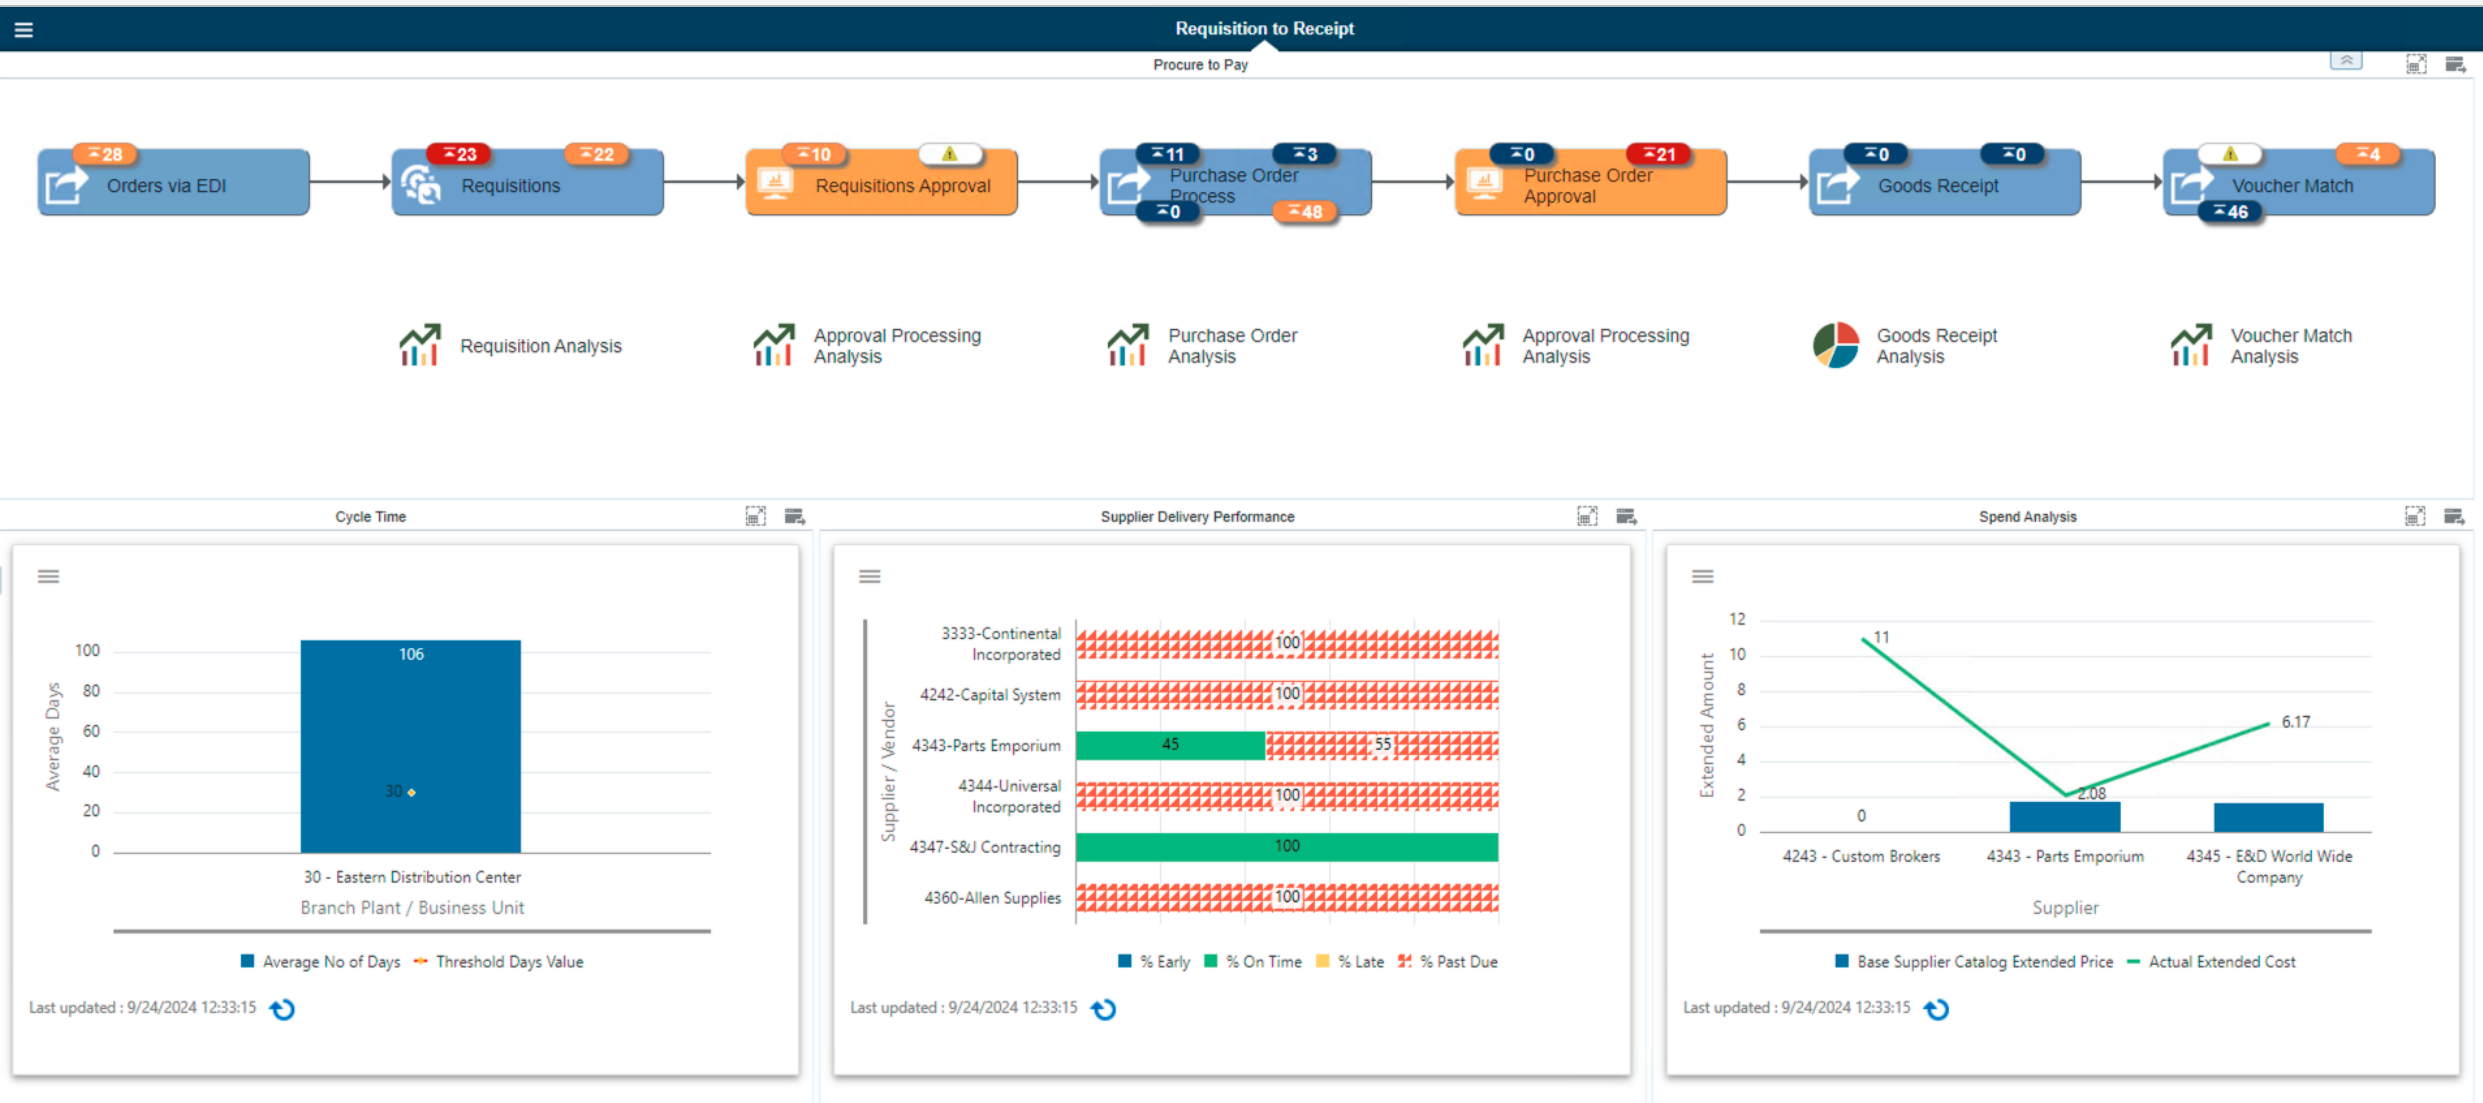 Requisition to Receipt
Procure to Pay
28
23
22
10
11
3
0
21
0
0
4
Orders via EDI
Requisitions
Requisitions Approval
Purchase Order
Process
Purchase Order
Approval
Goods Receipt
Voucher Match
0
48
46
Requisition Analysis
Approval Processing
Analysis
Purchase Order
Analysis
Approval Processing
Analysis
Goods Receipt
Analysis
Voucher Match
Analysis
Cycle Time
Average Days
100
80
60
40
20
0
106
30
30 - Eastern Distribution Center
Branch Plant / Business Unit
Average No of Days
Threshold Days Value
Last updated : 9/24/2024 12:33:15
Supplier Delivery Performance
Supplier / Vendor
3333-Continental
Incorporated
100
4242-Capital System
100
4343-Parts Emporium
45
55
4344-Universal
Incorporated
100
4347-S&J Contracting
100
4360-Allen Supplies
100
% Early
% On Time
% Late
% Past Due
Last updated : 9/24/2024 12:33:15
Spend Analysis
Extended Amount
12
10
8
6
4
2
0
11
6.17
2.08
0
4243 - Custom Brokers
4343 - Parts Emporium
4345 - E&D World Wide
Company
Supplier
Base Supplier Catalog Extended Price
Actual Extended Cost
Last updated : 9/24/2024 12:33:15